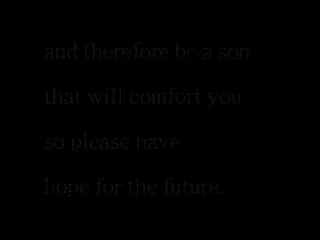 and therefore be a son
that will comfort you
so please have
hope for the future.